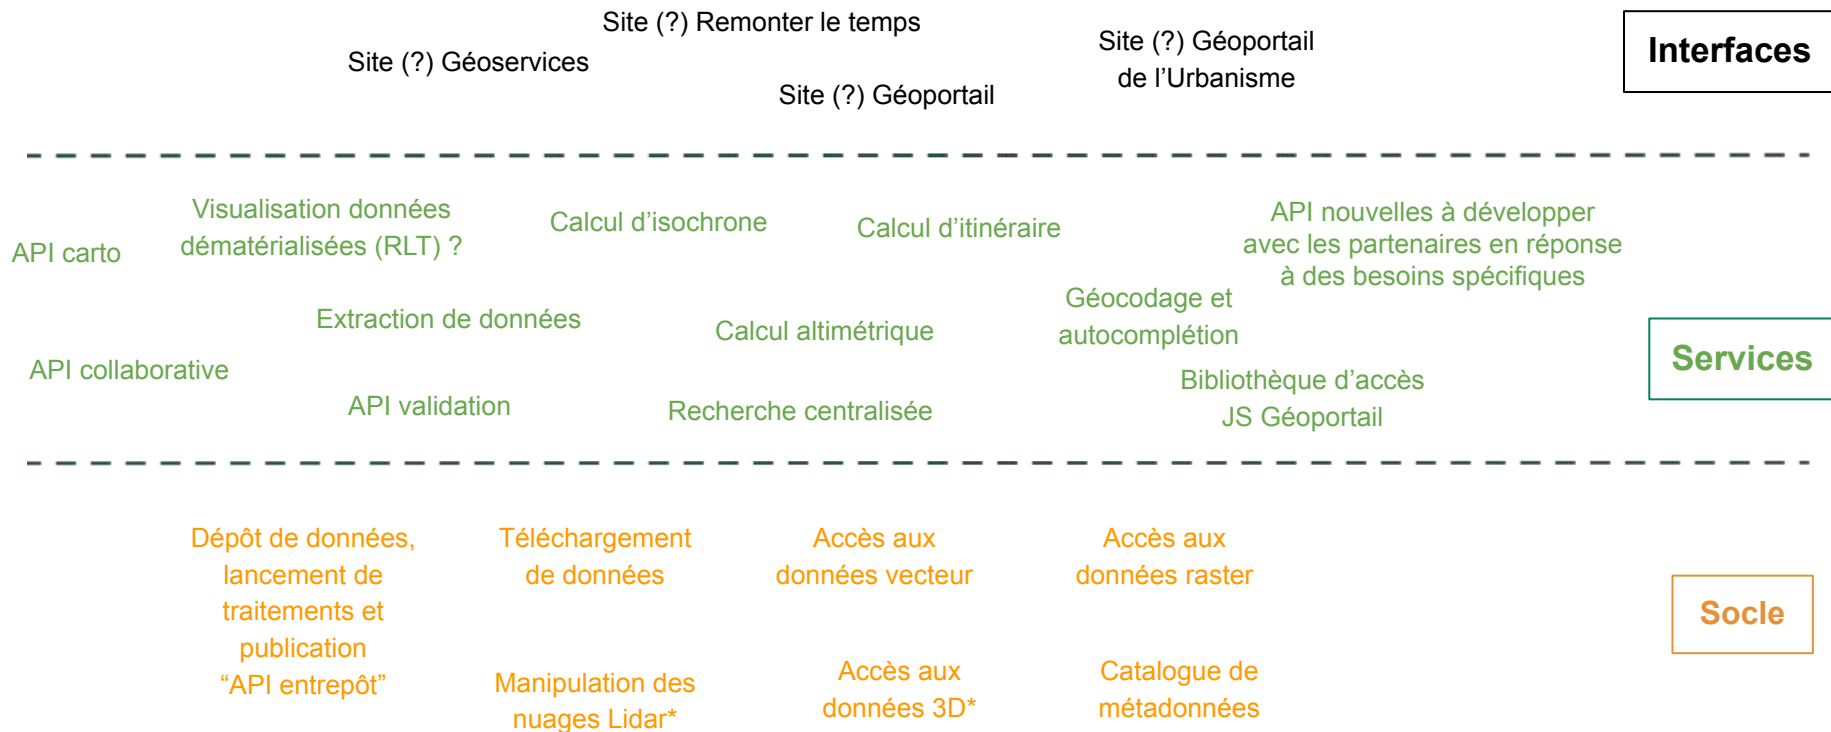 Site (?) Remonter le temps
Site (?) Géoservices
Site (?) Géoportail
Site (?) Géoportail
de l’Urbanisme
Interfaces
API carto
Visualisation données
dématérialisées (RLT) ?
Calcul d’isochrone
Calcul d’itinéraire
API nouvelles à développer
avec les partenaires en réponse
à des besoins spécifiques
Extraction de données
Calcul altimétrique
Géocodage et
autocomplétion
API collaborative
API validation
Recherche centralisée
Bibliothèque d’accès
JS Géoportail
Services
Dépôt de données,
lancement de
traitements et
publication
“API entrepôt”
Téléchargement
de données
Accès aux
données vecteur
Accès aux
données raster
Manipulation des
nuages Lidar*
Accès aux
données 3D*
Catalogue de
métadonnées
Socle